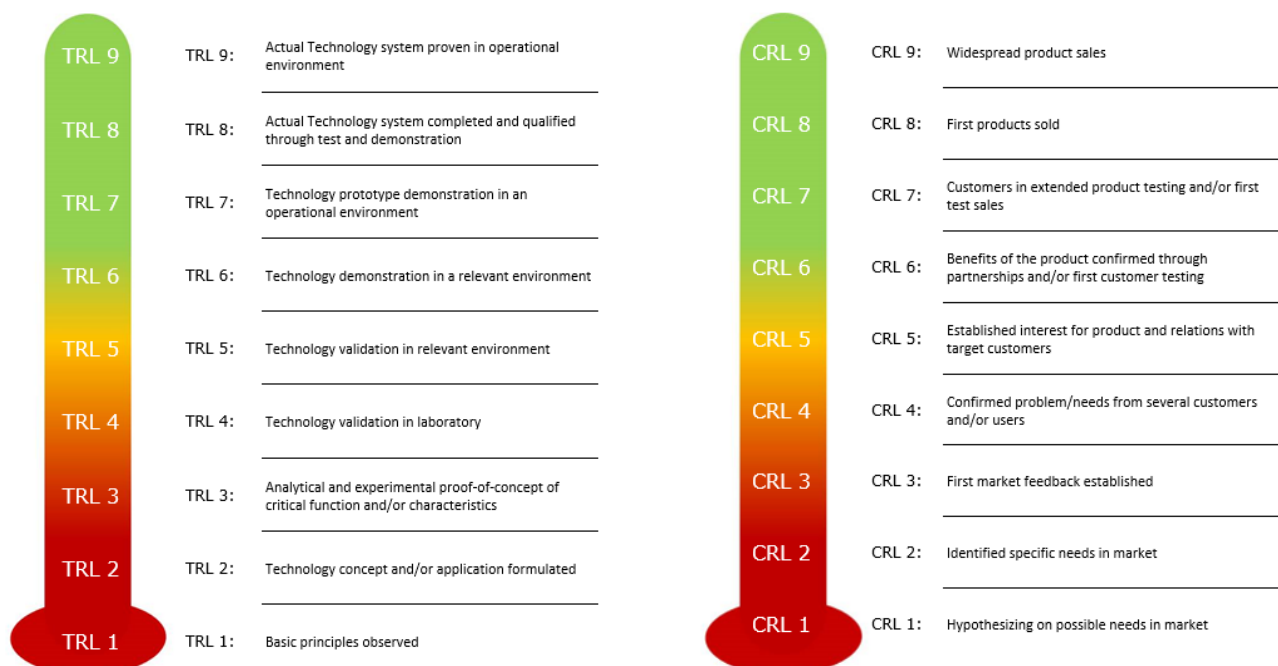 TRL 9
TRL 9:
Actual Technology system proven in operational
environment
TRL 8
TRL 8:
Actual Technology system completed and qualified
through test and demonstration
TRL 7
TRL 7:
Technology prototype demonstration in an
operational environment
TRL 6
TRL 6:
Technology demonstration in a relevant environment
TRL 5
TRL 5:
Technology validation in relevant environment
TRL 4
TRL 4:
Technology validation in laboratory
TRL 3
TRL 3:
Analytical and experimental proof-of-concept of
critical function and/or characteristics
TRL 2
TRL 2:
Technology concept and/or application formulated
TRL 1
TRL 1:
Basic principles observed
CRL 9
CRL 9:
Widespread product sales
CRL 8
CRL 8:
First products sold
CRL 7
CRL 7:
Customers in extended product testing and/or first
test sales
CRL 6
CRL 6:
Benefits of the product confirmed through
partnerships and/or first customer testing
CRL 5
CRL 5:
Established interest for product and relations with
target customers
CRL 4
CRL 4:
Confirmed problem/needs from several customers
and/or users
CRL 3
CRL 3:
First market feedback established
CRL 2
CRL 2:
Identified specific needs in market
CRL 1
CRL 1:
Hypothesizing on possible needs in market